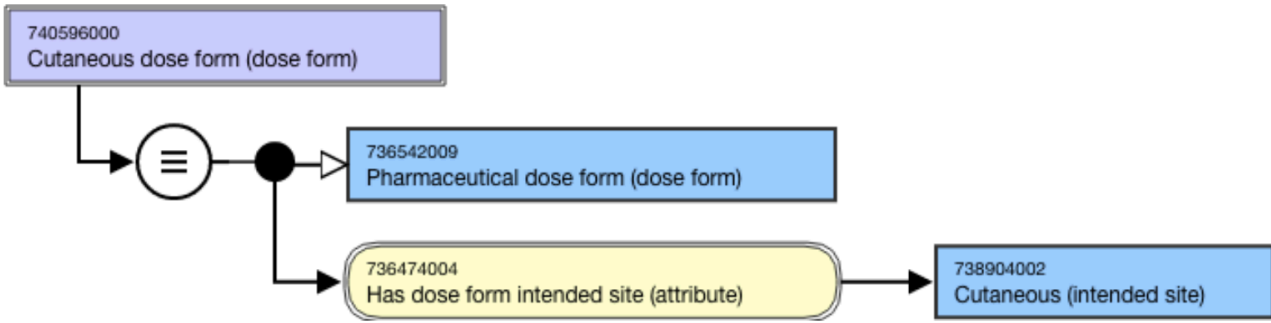 740596000
Cutaneous dose form (dose form)
736542009
Pharmaceutical dose form (dose form)
736474004
Has dose form intended site (attribute)
738904002
Cutaneous (intended site)